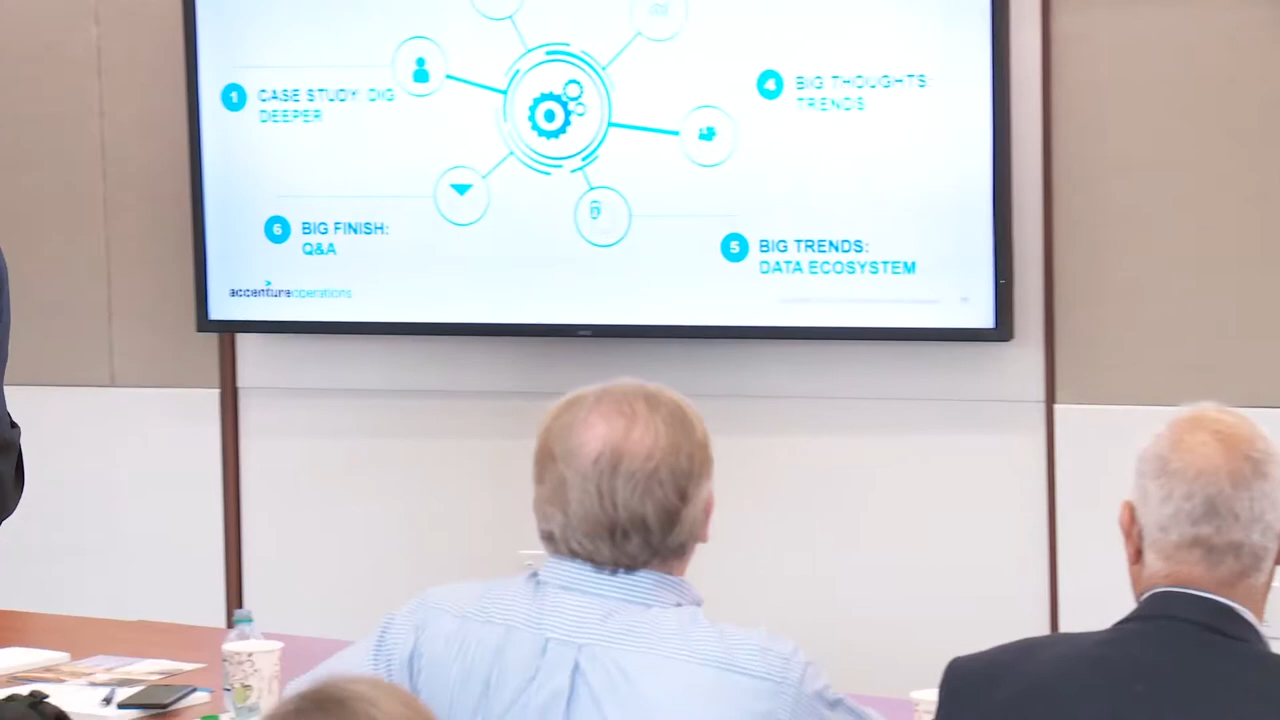 1
CASE STUDY: DIG
DEEPER
4
BIG THOUGHTS:
TRENDS
6
BIG FINISH:
Q&A
5
BIG TRENDS:
DATA ECOSYSTEM
accentureoperations